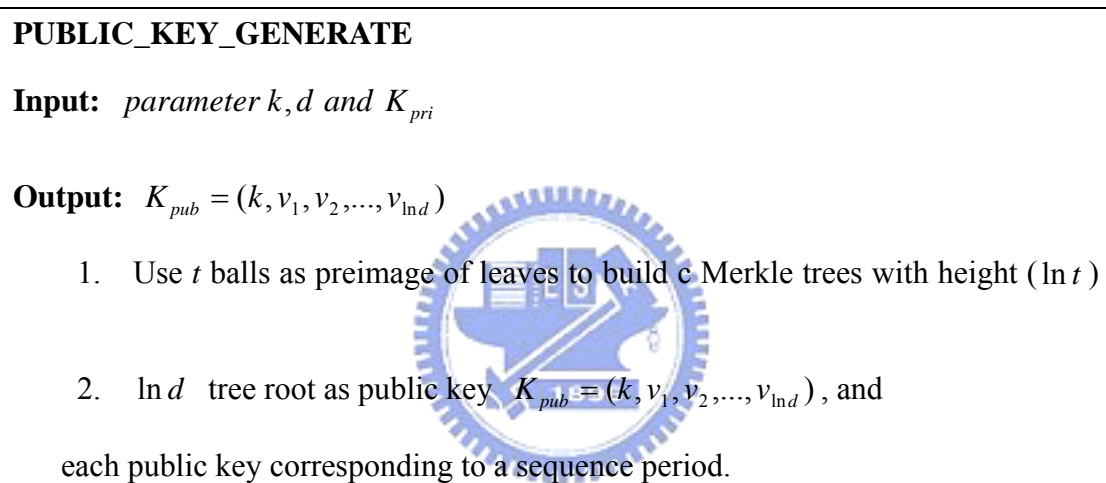 PUBLIC_KEY_GENERATE
Input: parameter k, d and K_pri
Output: K_pub = (k, v_1, v_2, ..., v_ln d)
1. Use t balls as preimage of leaves to build c Merkle trees with height (ln t)
2. ln d tree root as public key K_pub = (k, v_1, v_2, ..., v_ln d), and
each public key corresponding to a sequence period.